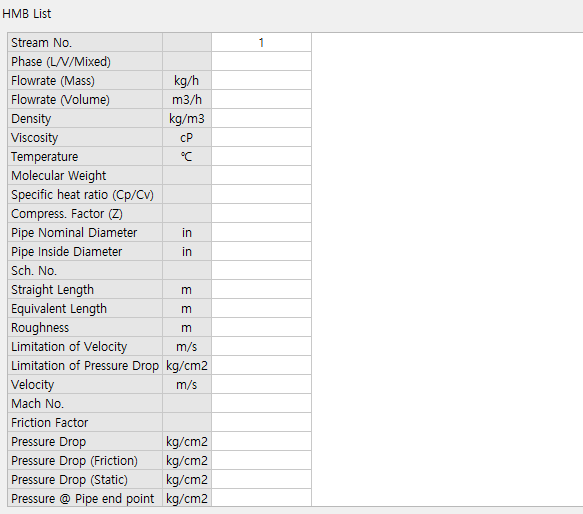 HMB List
Stream No. 1
Phase (L/V/Mixed)
Flowrate (Mass) kg/h
Flowrate (Volume) m3/h
Density kg/m3
Viscosity cP
Temperature ℃
Molecular Weight
Specific heat ratio (Cp/Cv)
Compress. Factor (Z)
Pipe Nominal Diameter in
Pipe Inside Diameter in
Sch. No.
Straight Length m
Equivalent Length m
Roughness m
Limitation of Velocity m/s
Limitation of Pressure Drop kg/cm2
Velocity m/s
Mach No.
Friction Factor
Pressure Drop kg/cm2
Pressure Drop (Friction) kg/cm2
Pressure Drop (Static) kg/cm2
Pressure @ Pipe end point kg/cm2